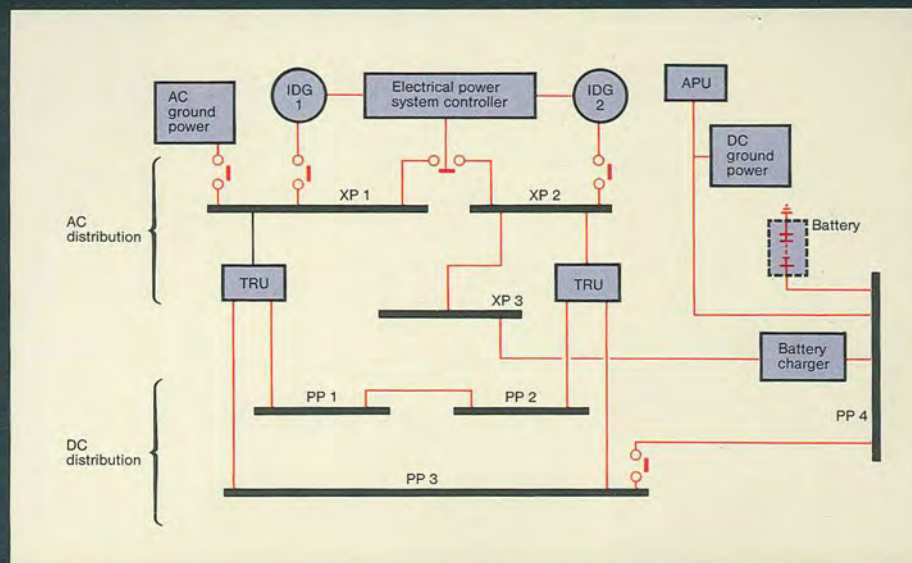 AC
ground
power
IDG
1
Electrical power
system controller
IDG
2
APU
DC
ground
power
Battery
AC
distribution
XP 1
XP 2
TRU
TRU
XP 3
Battery
charger
PP 1
PP 2
PP 4
DC
distribution
PP 3